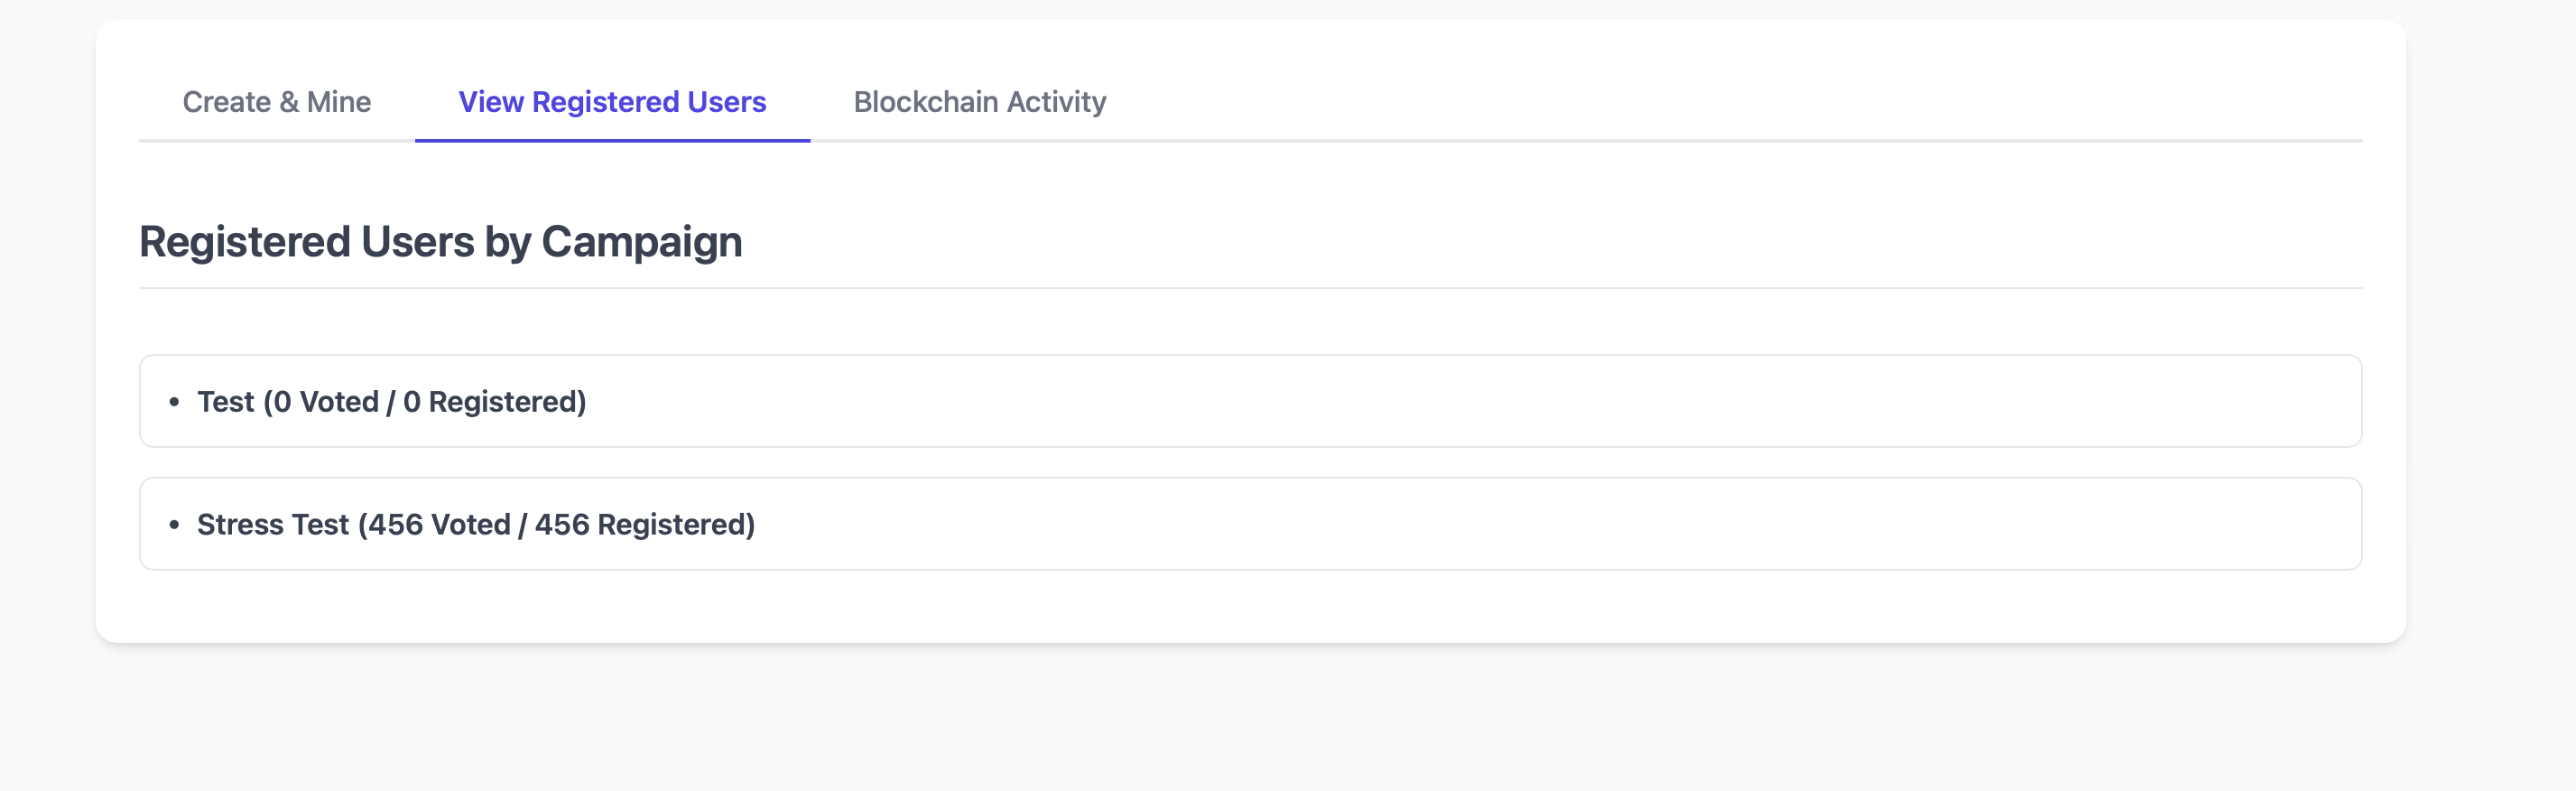 Create & Mine View Registered Users Blockchain Activity
Registered Users by Campaign
• Test (0 Voted / 0 Registered)
• Stress Test (456 Voted / 456 Registered)